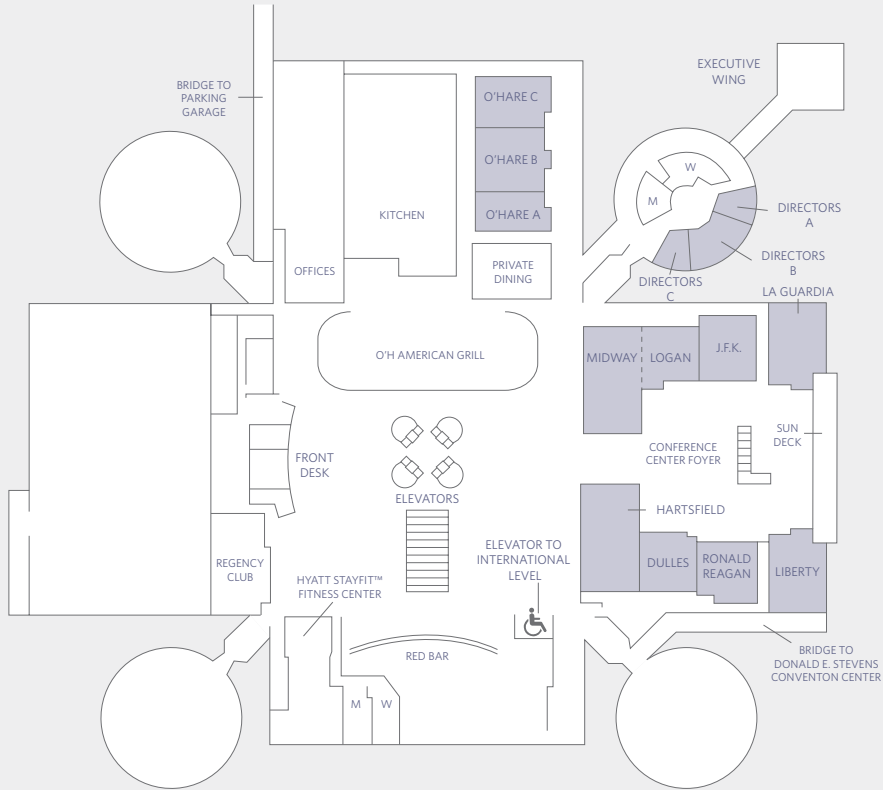 EXECUTIVE
WING
BRIDGE TO
PARKING
GARAGE
O'HARE C
O'HARE B
O'HARE A
KITCHEN
W
M
DIRECTORS
A
DIRECTORS
B
DIRECTORS
C
OFFICES
PRIVATE
DINING
LA GUARDIA
O'H AMERICAN GRILL
MIDWAY
LOGAN
J.F.K.
SUN
DECK
CONFERENCE
CENTER FOYER
FRONT
DESK
ELEVATORS
HARTSFIELD
ELEVATOR TO
INTERNATIONAL
LEVEL
REGENCY
CLUB
HYATT STAYFIT™
FITNESS CENTER
DULLES
RONALD
REAGAN
LIBERTY
RED BAR
M
W
BRIDGE TO
DONALD E. STEVENS
CONVENTON CENTER